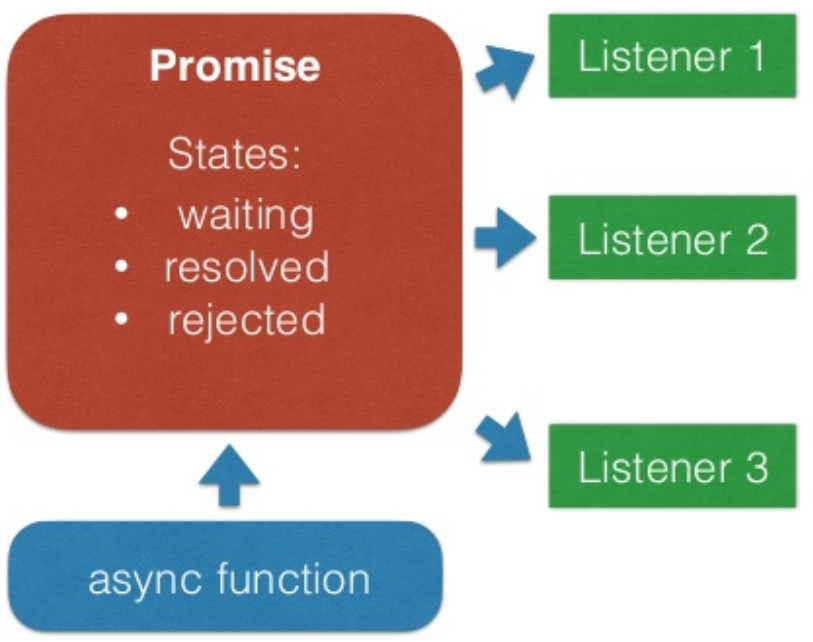 Promise
States:
• waiting
• resolved
• rejected
Listener 1
Listener 2
Listener 3
async function